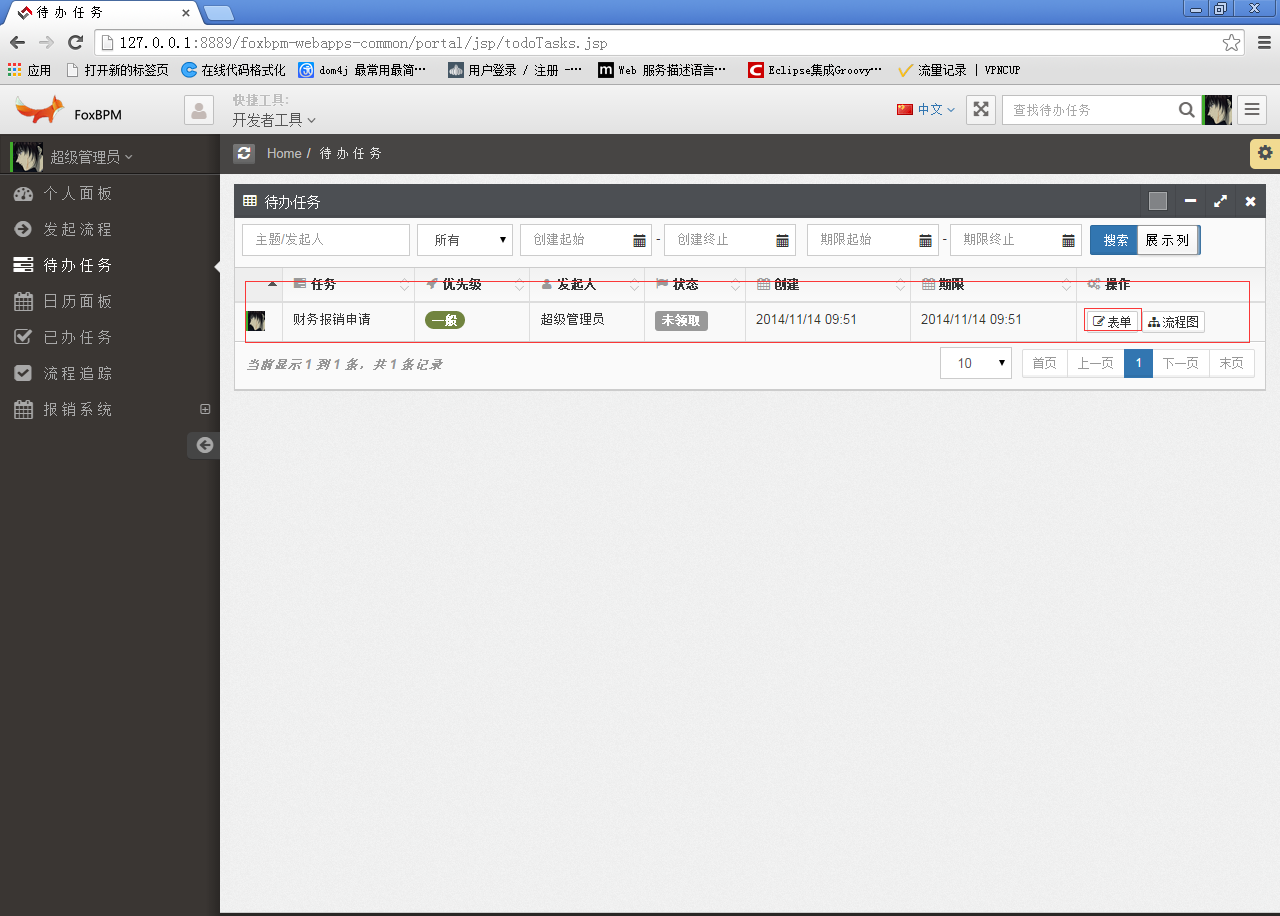 待 办 任 务
127.0.0.1:8889/foxbpm-webapps-common/portal/jsp/todoTasks.jsp
应用 打开新的标签页 在线代码格式化 dom4j 最常用最简… 用户登录 / 注册 -… Web 服务描述语言… Eclipse集成Groovy… 流量记录 | VPNCUP
FoxBPM
快捷工具:
开发者工具
中文
查找待办任务
超级管理员
Home / 待 办 任 务
个人面板
发起流程
待办任务
日历面板
已办任务
流程追踪
报销系统
待办任务
主题/发起人 所有 创建起始 - 创建终止 期限起始 - 期限终止 搜索 展 示 列
任务 优先级 发起人 状态 创建 期限 操作
财务报销申请 一般 超级管理员 未领取 2014/11/14 09:51 2014/11/14 09:51 表单 流程图
当前显示 1 到 1 条，共 1 条记录
10 首页 上一页 1 下一页 末页